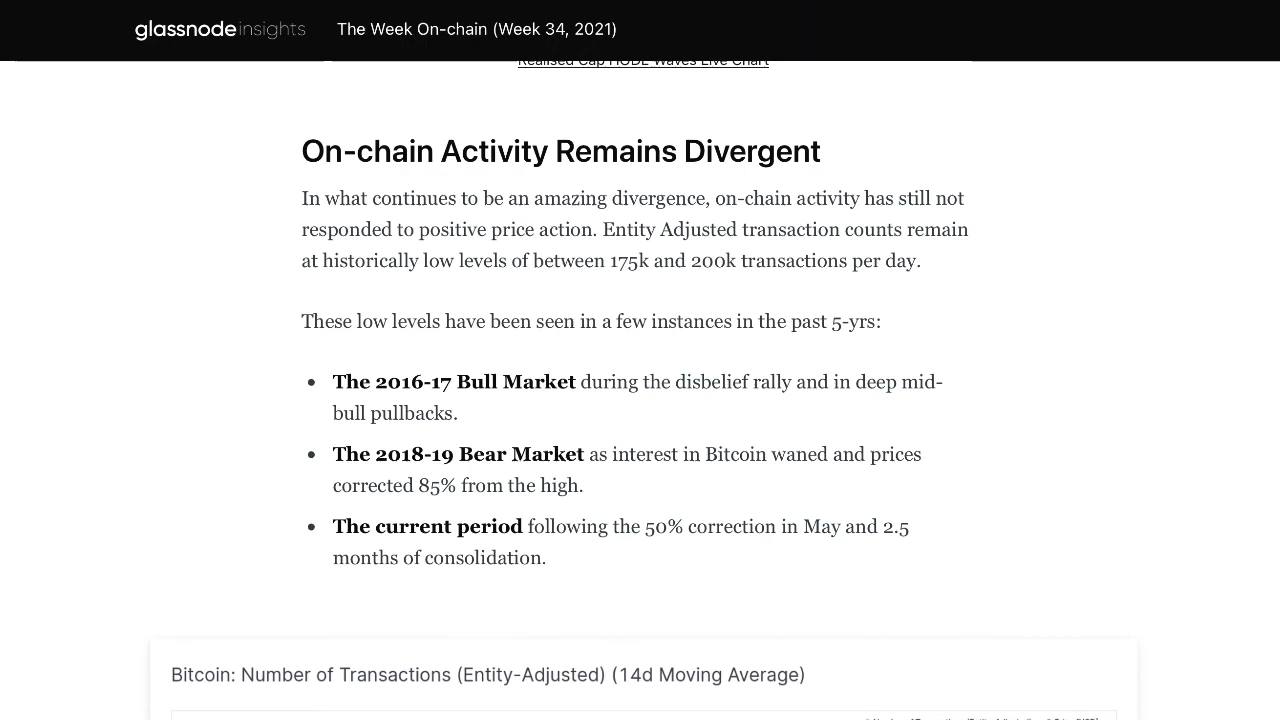 glassnode insights
The Week On-chain (Week 34, 2021)
Realised Cap HODL Waves Live Chart
On-chain Activity Remains Divergent
In what continues to be an amazing divergence, on-chain activity has still not
responded to positive price action. Entity Adjusted transaction counts remain
at historically low levels of between 175k and 200k transactions per day.
These low levels have been seen in a few instances in the past 5-yrs:
• The 2016-17 Bull Market during the disbelief rally and in deep mid-
bull pullbacks.
• The 2018-19 Bear Market as interest in Bitcoin waned and prices
corrected 85% from the high.
• The current period following the 50% correction in May and 2.5
months of consolidation.
Bitcoin: Number of Transactions (Entity-Adjusted) (14d Moving Average)